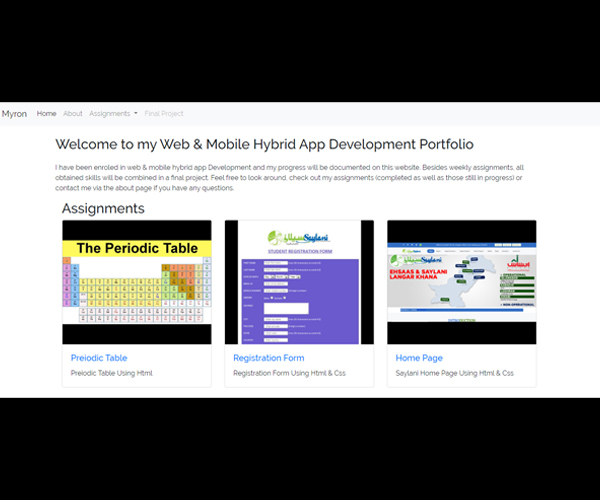 Myron Home About Assignments Final Project
Welcome to my Web & Mobile Hybrid App Development Portfolio
I have been enroled in web & mobile hybrid app Development and my progress will be documented on this website. Besides weekly assignments, all
obtained skills will be combined in a final project. Feel free to look around, check out my assignments (completed as well as those still in progress) or
contact me via the about page if you have any questions.
Assignments
The Periodic Table
Saylani
STUDENT REGISTRATION FORM
Saylani
EHSAAS & SAYLANI
LANGAR KHANA
Preiodic Table
Preiodic Table Using Html
Registration Form
Registration Form Using Html & Css
Home Page
Saylani Home Page Using Html & Css